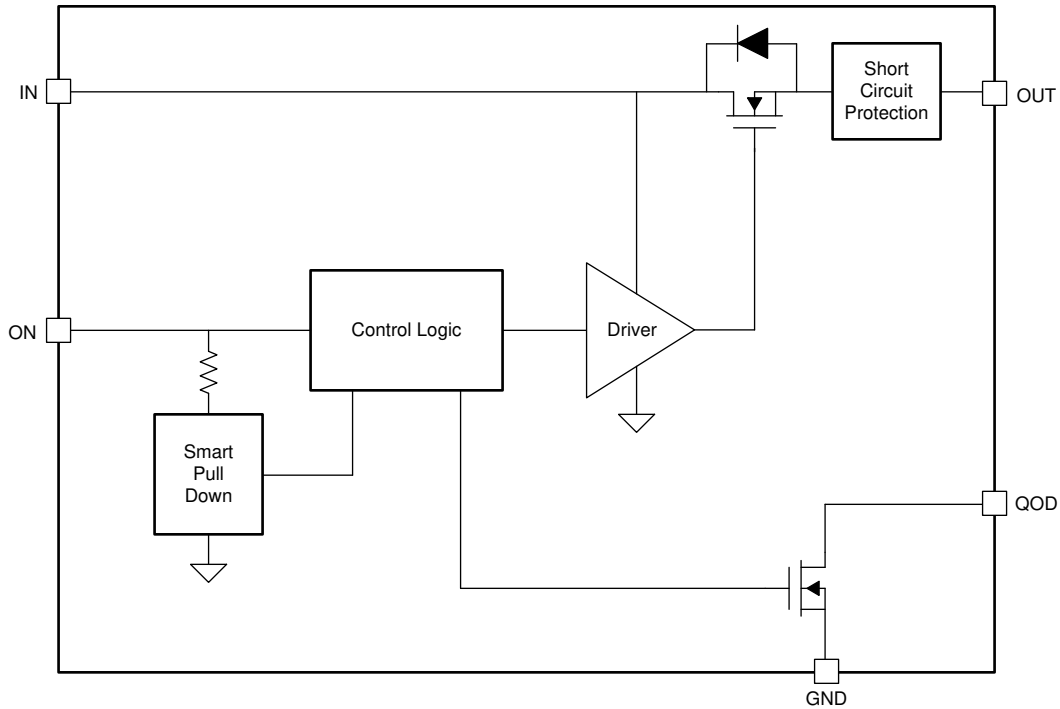 Short
Circuit
Protection
IN
OUT
ON
Control Logic
Driver
Smart
Pull
Down
QOD
GND